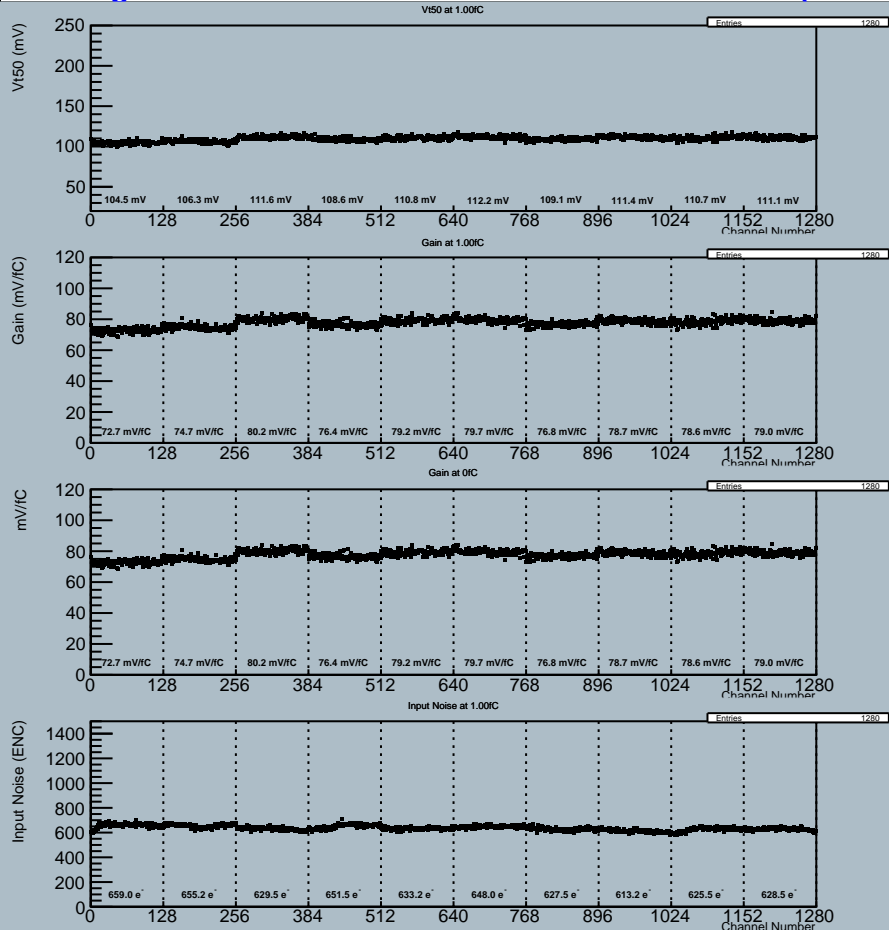 Vt50 at 1.00fC
Entries 1280
Vt50 (mV)
250
200
150
100
50
104.5 mV 106.3 mV 111.6 mV 108.6 mV 110.8 mV 112.2 mV 109.1 mV 111.4 mV 110.7 mV 111.1 mV
0 128 256 384 512 640 768 896 1024 1152 1280
Channel Number
Gain at 1.00fC
Entries 1280
Gain (mV/fC)
120
100
80
60
40
20
0
72.7 mV/fC 74.7 mV/fC 80.2 mV/fC 76.4 mV/fC 79.2 mV/fC 79.7 mV/fC 76.8 mV/fC 78.7 mV/fC 78.6 mV/fC 79.0 mV/fC
0 128 256 384 512 640 768 896 1024 1152 1280
Channel Number
Gain at 0fC
Entries 1280
mV/fC
120
100
80
60
40
20
0
72.7 mV/fC 74.7 mV/fC 80.2 mV/fC 76.4 mV/fC 79.2 mV/fC 79.7 mV/fC 76.8 mV/fC 78.7 mV/fC 78.6 mV/fC 79.0 mV/fC
0 128 256 384 512 640 768 896 1024 1152 1280
Channel Number
Input Noise at 1.00fC
Entries 1280
Input Noise (ENC)
1400
1200
1000
800
600
400
200
0
659.0 e⁻ 655.2 e⁻ 629.5 e⁻ 651.5 e⁻ 633.2 e⁻ 648.0 e⁻ 627.5 e⁻ 613.2 e⁻ 625.5 e⁻ 628.5 e⁻
0 128 256 384 512 640 768 896 1024 1152 1280
Channel Number